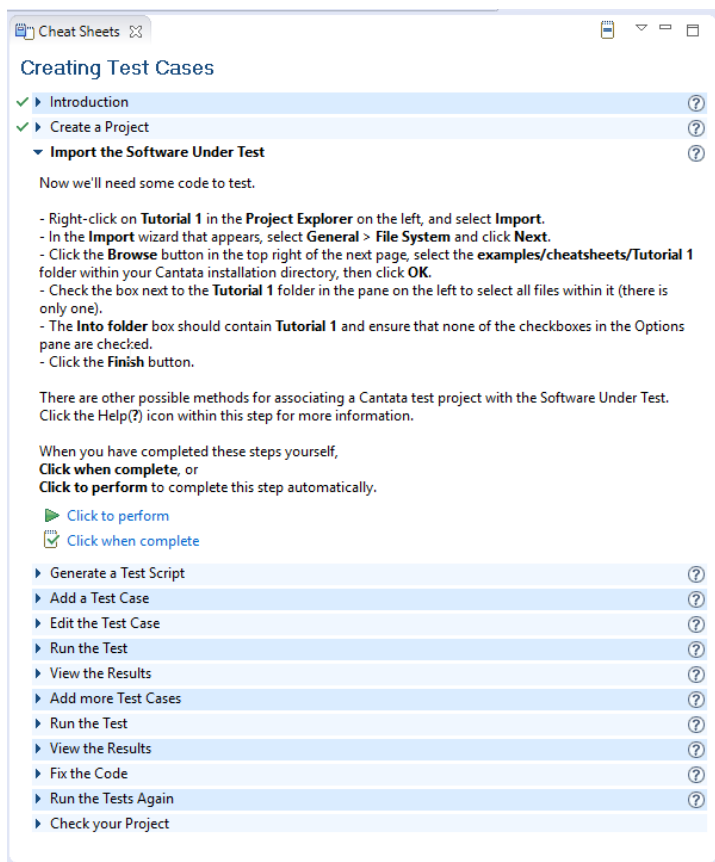 Cheat Sheets
Creating Test Cases
Introduction
Create a Project
Import the Software Under Test
Now we'll need some code to test.
- Right-click on Tutorial 1 in the Project Explorer on the left, and select Import.
- In the Import wizard that appears, select General > File System and click Next.
- Click the Browse button in the top right of the next page, select the examples/cheatsheets/Tutorial 1
folder within your Cantata installation directory, then click OK.
- Check the box next to the Tutorial 1 folder in the pane on the left to select all files within it (there is
only one).
- The Into folder box should contain Tutorial 1 and ensure that none of the checkboxes in the Options
pane are checked.
- Click the Finish button.
There are other possible methods for associating a Cantata test project with the Software Under Test.
Click the Help(?) icon within this step for more information.
When you have completed these steps yourself,
Click when complete, or
Click to perform to complete this step automatically.
Click to perform
Click when complete
Generate a Test Script
Add a Test Case
Edit the Test Case
Run the Test
View the Results
Add more Test Cases
Run the Test
View the Results
Fix the Code
Run the Tests Again
Check your Project